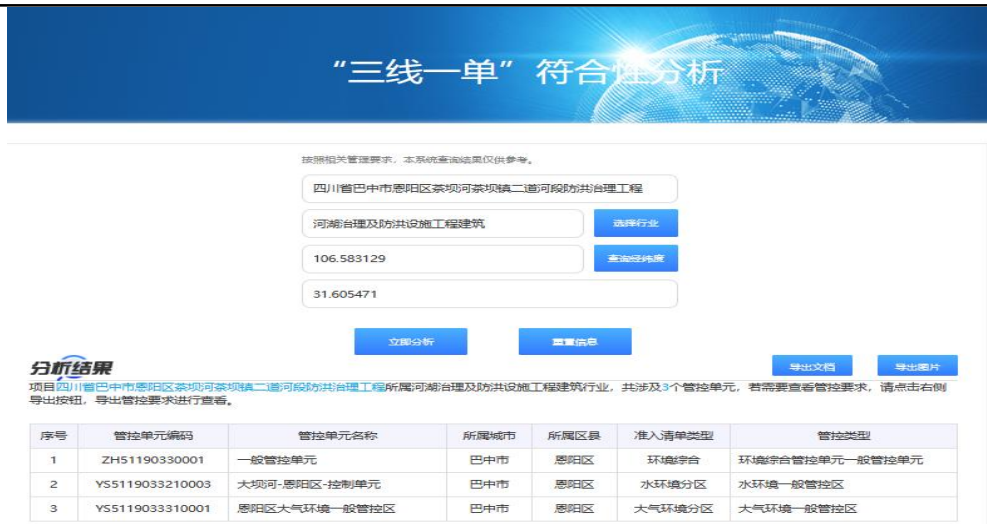 “三线一单”符合性分析
按照相关管理要求，本系统查询结果仅供参考。
四川省巴中市恩阳区茶坝河茶坝镇二道河段防洪治理工程
河湖治理及防洪设施工程建筑
选择行业
106.583129
查询经纬度
31.605471
立即分析
重置信息
分析结果
导出文档
导出图片
项目四川省巴中市恩阳区茶坝河茶坝镇二道河段防洪治理工程所属河湖治理及防洪设施工程建筑行业，共涉及3个管控单元，若需要查看管控要求，请点击右侧
导出按钮，导出管控要求进行查看。
序号 管控单元编码 管控单元名称 所属城市 所属区县 准入清单类型 管控类型
1 ZH51190330001 一般管控单元 巴中市 恩阳区 环境综合 环境综合管控单元一般管控单元
2 YS5119033210003 大坝河-恩阳区-控制单元 巴中市 恩阳区 水环境分区 水环境一般管控区
3 YS5119033310001 恩阳区大气环境一般管控区 巴中市 恩阳区 大气环境分区 大气环境一般管控区